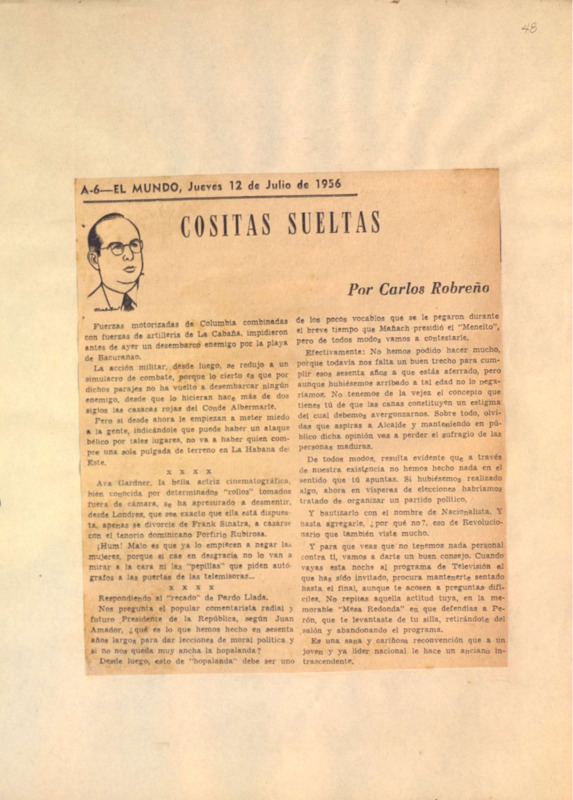 48
A-6—EL MUNDO, Jueves 12 de Julio de 1956
COSITAS SUELTAS
Por Carlos Robreño
Fuerzas motorizadas de Columbia combinadas
con fuerzas de artillería de La Cabaña, impidieron
antes de ayer un desembarco enemigo por la playa
de Bacuranao.
La acción militar, desde luego, se redujo a un
simulacro de combate, porque lo cierto es que por
dichos parajes no ha vuelto a desembarcar ningún
enemigo, desde que lo hicieran hace más de dos
siglos las casacas rojas del Conde Albermarle.
Pero si desde ahora le empiezan a meter miedo
a la gente, indicándole que puede haber un ataque
bélico por tales lugares, no va a haber quien com-
pre una sola pulgada de terreno en La Habana del
Este.
x x x x
Ava Gardner, la bella actriz cinematográfica,
bien conocida por determinados "rollos" tomados
fuera de cámara, se ha apresurado a desmentir,
desde Londres, que sea exacto que ella está dispues-
ta, apenas se divorcie de Frank Sinatra, a casarse
con el tenorio dominicano Porfirio Rubirosa.
¡Hum! Malo es que ya lo empiecen a negar las
mujeres, porque si cae en desgracia no lo van a
mirar a la cara ni las "pepillas" que piden autó-
grafos a las puertas de las telemisoras...
x x x x
Respondiendo al "recado" de Pardo Llada.
Nos pregunta el popular comentarista radial y
futuro Presidente de la República, según Juan
Amador, ¿qué es lo que hemos hecho en sesenta
años largos para dar lecciones de moral política y
si no nos queda muy ancha la hopalanda?
Desde luego, esto de "hopalanda" debe ser uno
de los pocos vocablos que se le pegaron durante
el breve tiempo que Mañach presidió el "Meneito",
pero de todos modos vamos a contestarle.
Efectivamente: No hemos podido hacer mucho,
porque todavía nos falta un buen trecho para cum-
plir esos sesenta años a que estás aferrado, pero
aunque hubiésemos arribado a tal edad no lo nega-
ríamos. No tenemos de la vejez el concepto que
tienes tú de que las canas constituyen un estigma
del cual debemos avergonzarnos. Sobre todo, olvi-
das que aspiras a Alcalde y manteniendo en pú-
blico dicha opinión vas a perder el sufragio de las
personas maduras.
De todos modos, resulta evidente que a través
de nuestra existencia no hemos hecho nada en el
sentido que tú apuntas. Si hubiésemos realizado
algo, ahora en vísperas de elecciones habríamos
tratado de organizar un partido político.
Y bautizarlo con el nombre de Nacionalista. Y
hasta agregarle, ¿por qué no?, eso de Revolucio-
nario que también viste mucho.
Y para que veas que no tenemos nada personal
contra ti, vamos a darte un buen consejo. Cuando
vayas esta noche al programa de Televisión al
que has sido invitado, procura mantenerte sentado
hasta el final, aunque te acosen a preguntas difí-
ciles. No repitas aquella actitud tuya, en la me-
morable "Mesa Redonda" en que defendías a Pe-
rón, que te levantaste de tu silla, retirándote del
salón y abandonando el programa.
Es una sana y cariñosa reconvención que a un
joven y ya líder nacional le hace un anciano in-
trascendente.